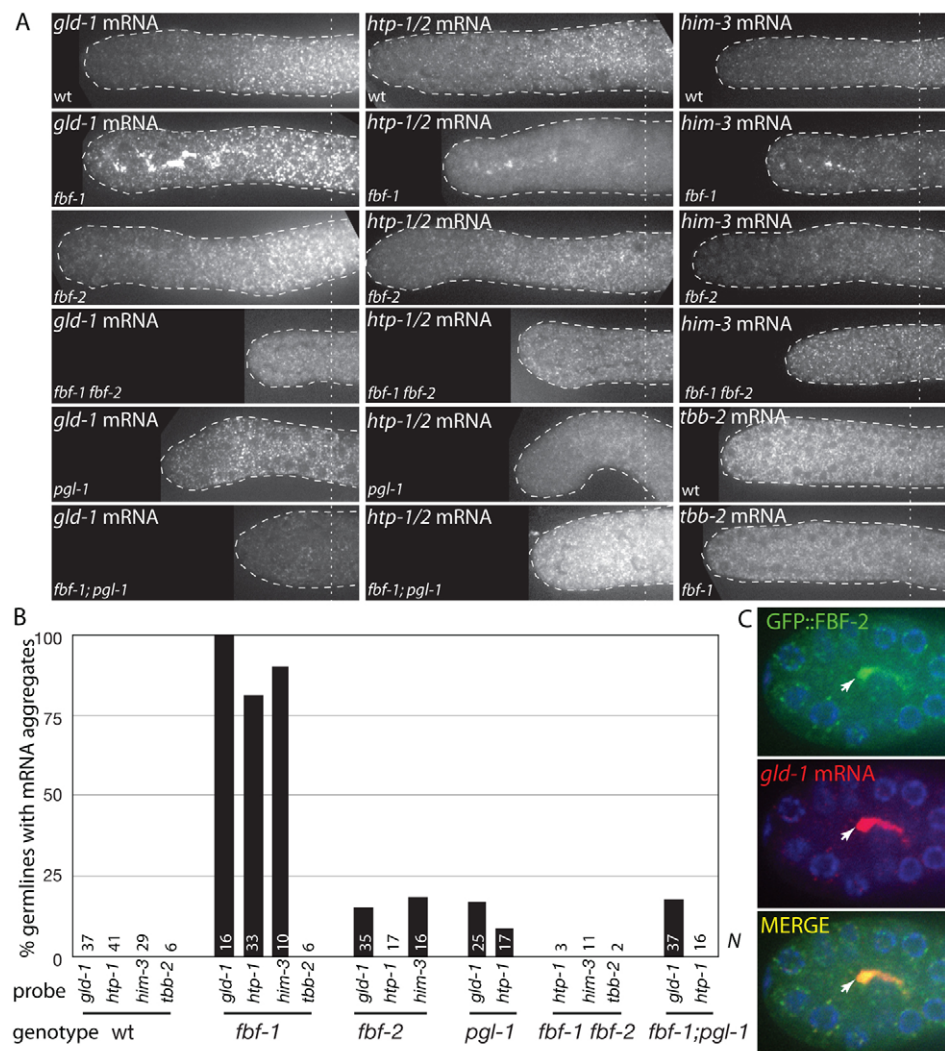 A
gld-1 mRNA
wt
htp-1/2 mRNA
wt
him-3 mRNA
wt
gld-1 mRNA
fbf-1
htp-1/2 mRNA
fbf-1
him-3 mRNA
fbf-1
gld-1 mRNA
fbf-2
htp-1/2 mRNA
fbf-2
him-3 mRNA
fbf-2
gld-1 mRNA
fbf-1 fbf-2
htp-1/2 mRNA
fbf-1 fbf-2
him-3 mRNA
fbf-1 fbf-2
gld-1 mRNA
pgl-1
htp-1/2 mRNA
pgl-1
tbb-2 mRNA
wt
gld-1 mRNA
fbf-1; pgl-1
htp-1/2 mRNA
fbf-1; pgl-1
tbb-2 mRNA
fbf-1
B
% germlines with mRNA aggregates
100
75
50
25
0
37 41 29 6 16 33 10 6 35 17 16 25 17 3 11 2 37 16 N
probe gld-1 htp-1 him-3 tbb-2 gld-1 htp-1 him-3 tbb-2 gld-1 htp-1 him-3 gld-1 htp-1 htp-1 him-3 tbb-2 gld-1 htp-1
genotype wt fbf-1 fbf-2 pgl-1 fbf-1 fbf-2 fbf-1;pgl-1
C
GFP::FBF-2
gld-1 mRNA
MERGE